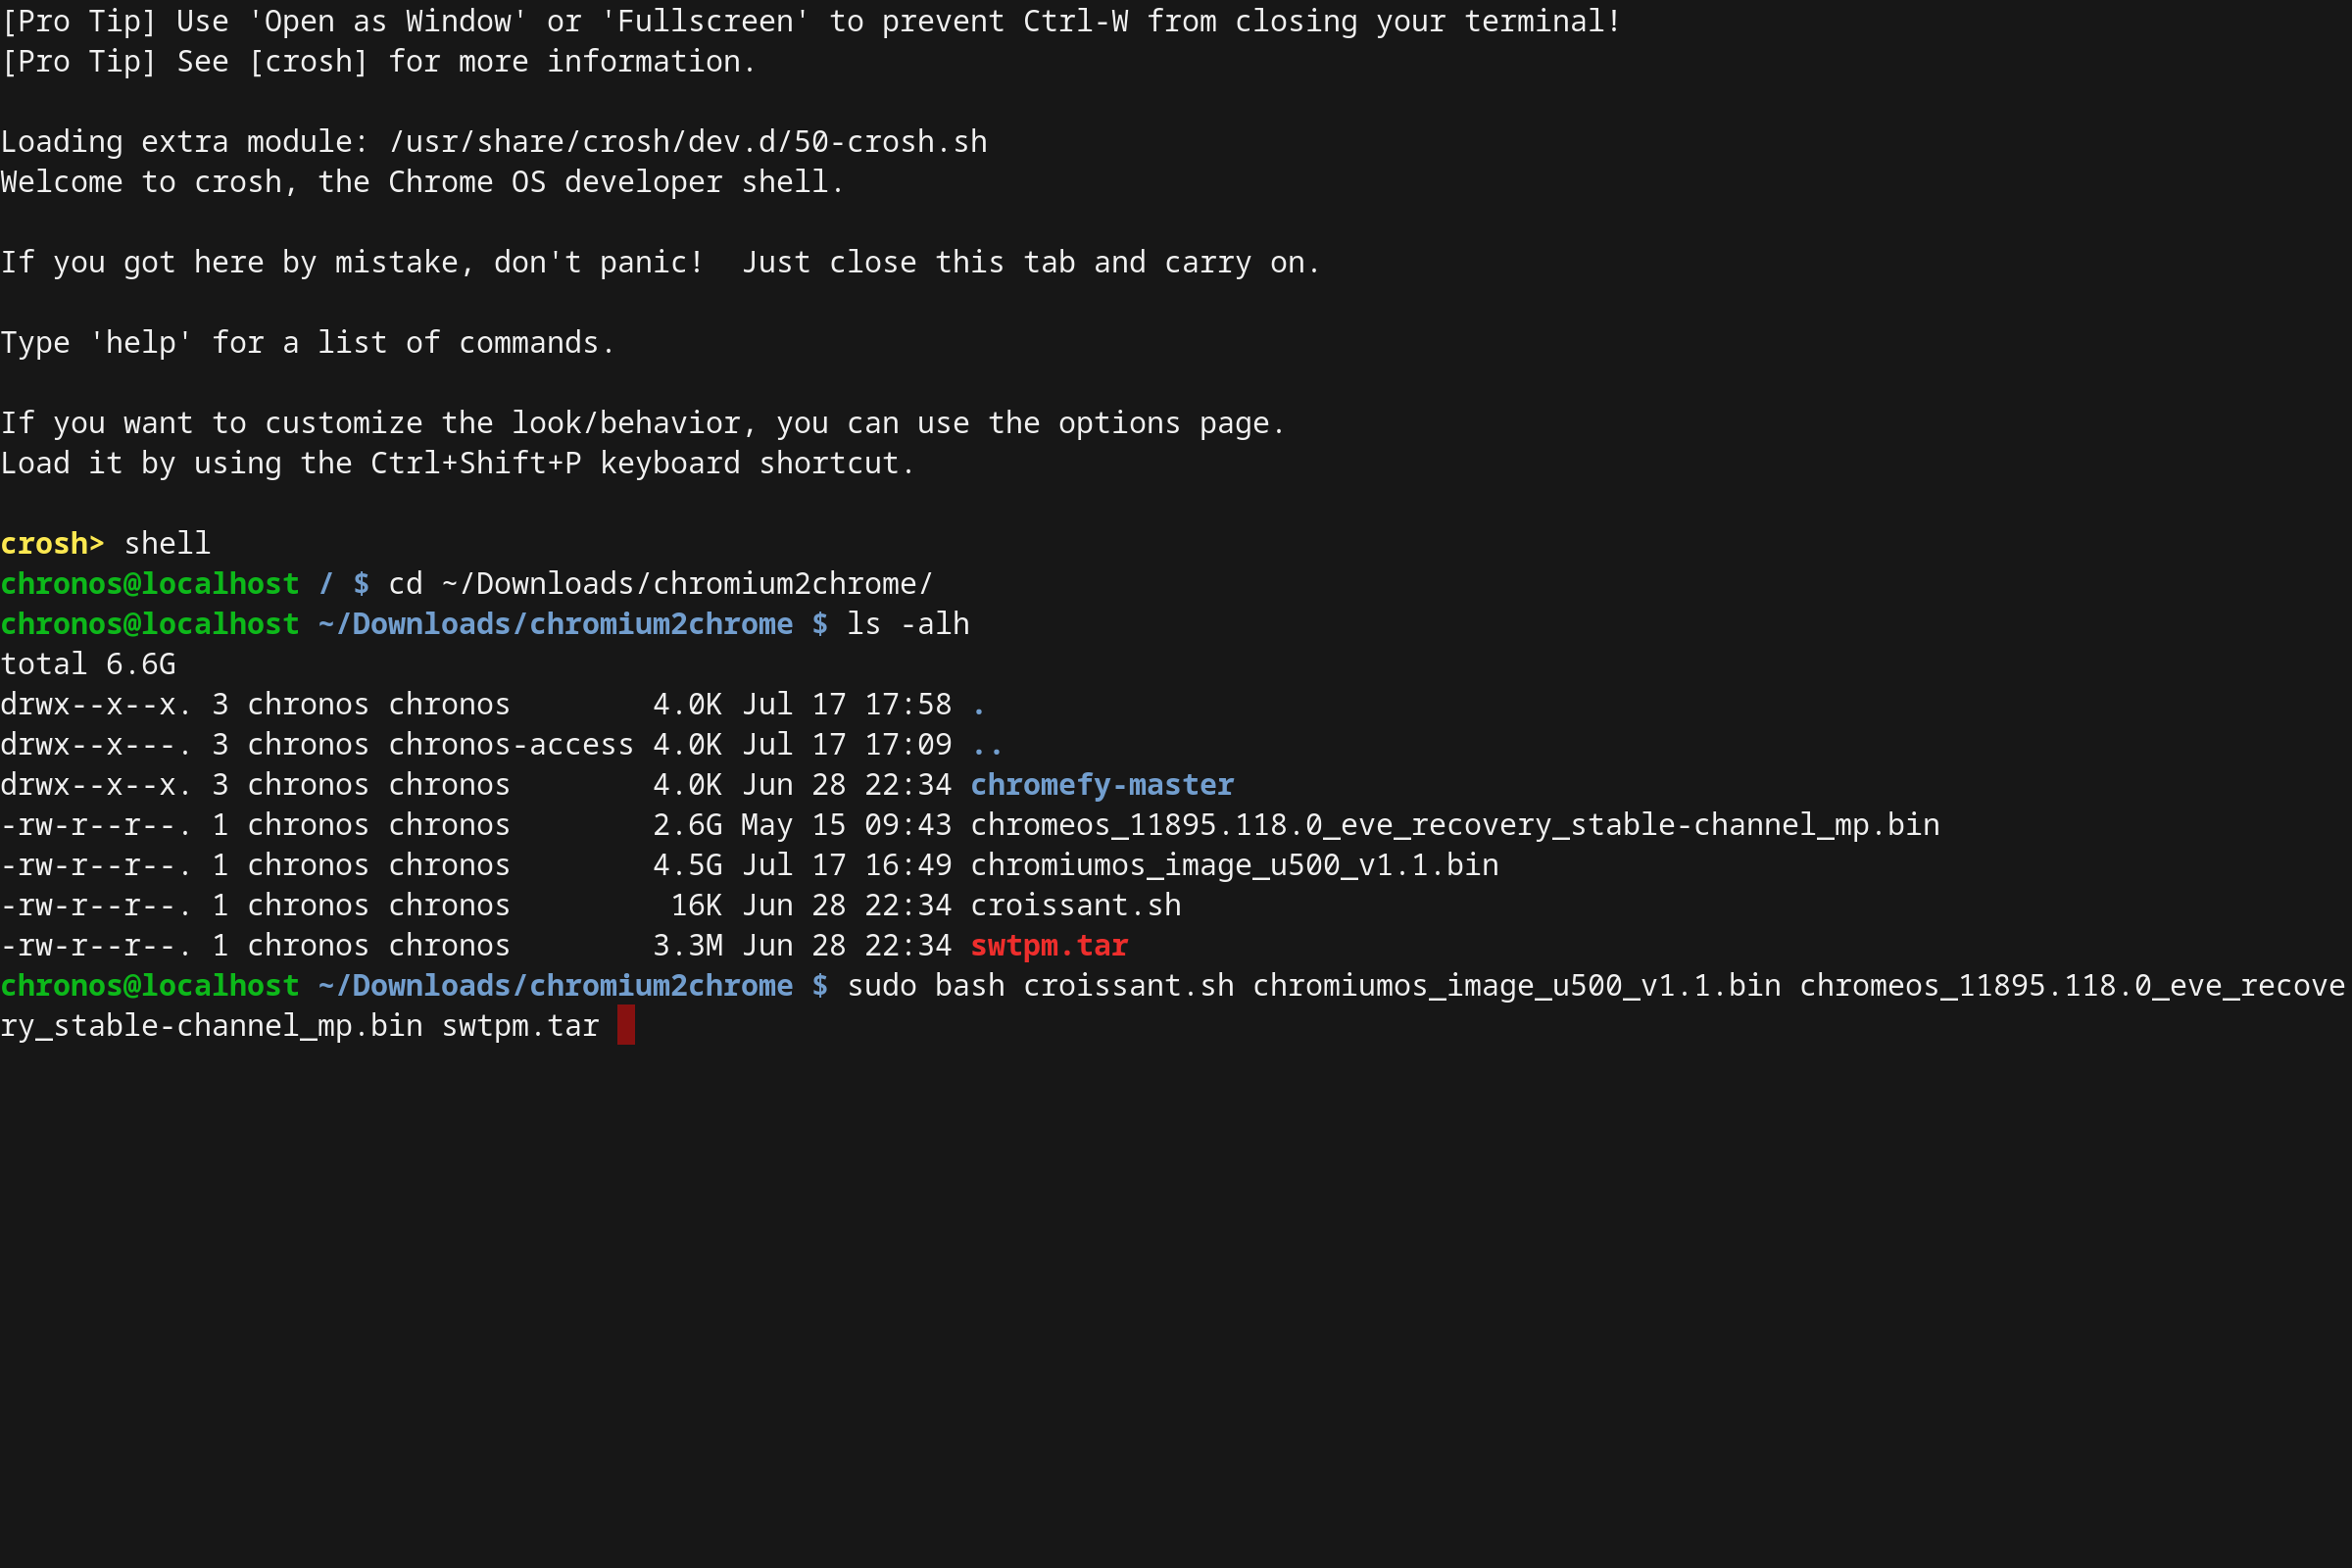 [Pro Tip] Use 'Open as Window' or 'Fullscreen' to prevent Ctrl-W from closing your terminal!
[Pro Tip] See [crosh] for more information.

Loading extra module: /usr/share/crosh/dev.d/50-crosh.sh
Welcome to crosh, the Chrome OS developer shell.

If you got here by mistake, don't panic!  Just close this tab and carry on.

Type 'help' for a list of commands.

If you want to customize the look/behavior, you can use the options page.
Load it by using the Ctrl+Shift+P keyboard shortcut.

crosh> shell
chronos@localhost / $ cd ~/Downloads/chromium2chrome/
chronos@localhost ~/Downloads/chromium2chrome $ ls -alh
total 6.6G
drwx--x--x. 3 chronos chronos        4.0K Jul 17 17:58 .
drwx--x---. 3 chronos chronos-access 4.0K Jul 17 17:09 ..
drwx--x--x. 3 chronos chronos        4.0K Jun 28 22:34 chromefy-master
-rw-r--r--. 1 chronos chronos        2.6G May 15 09:43 chromeos_11895.118.0_eve_recovery_stable-channel_mp.bin
-rw-r--r--. 1 chronos chronos        4.5G Jul 17 16:49 chromiumos_image_u500_v1.1.bin
-rw-r--r--. 1 chronos chronos         16K Jun 28 22:34 croissant.sh
-rw-r--r--. 1 chronos chronos        3.3M Jun 28 22:34 swtpm.tar
chronos@localhost ~/Downloads/chromium2chrome $ sudo bash croissant.sh chromiumos_image_u500_v1.1.bin chromeos_11895.118.0_eve_recove
ry_stable-channel_mp.bin swtpm.tar